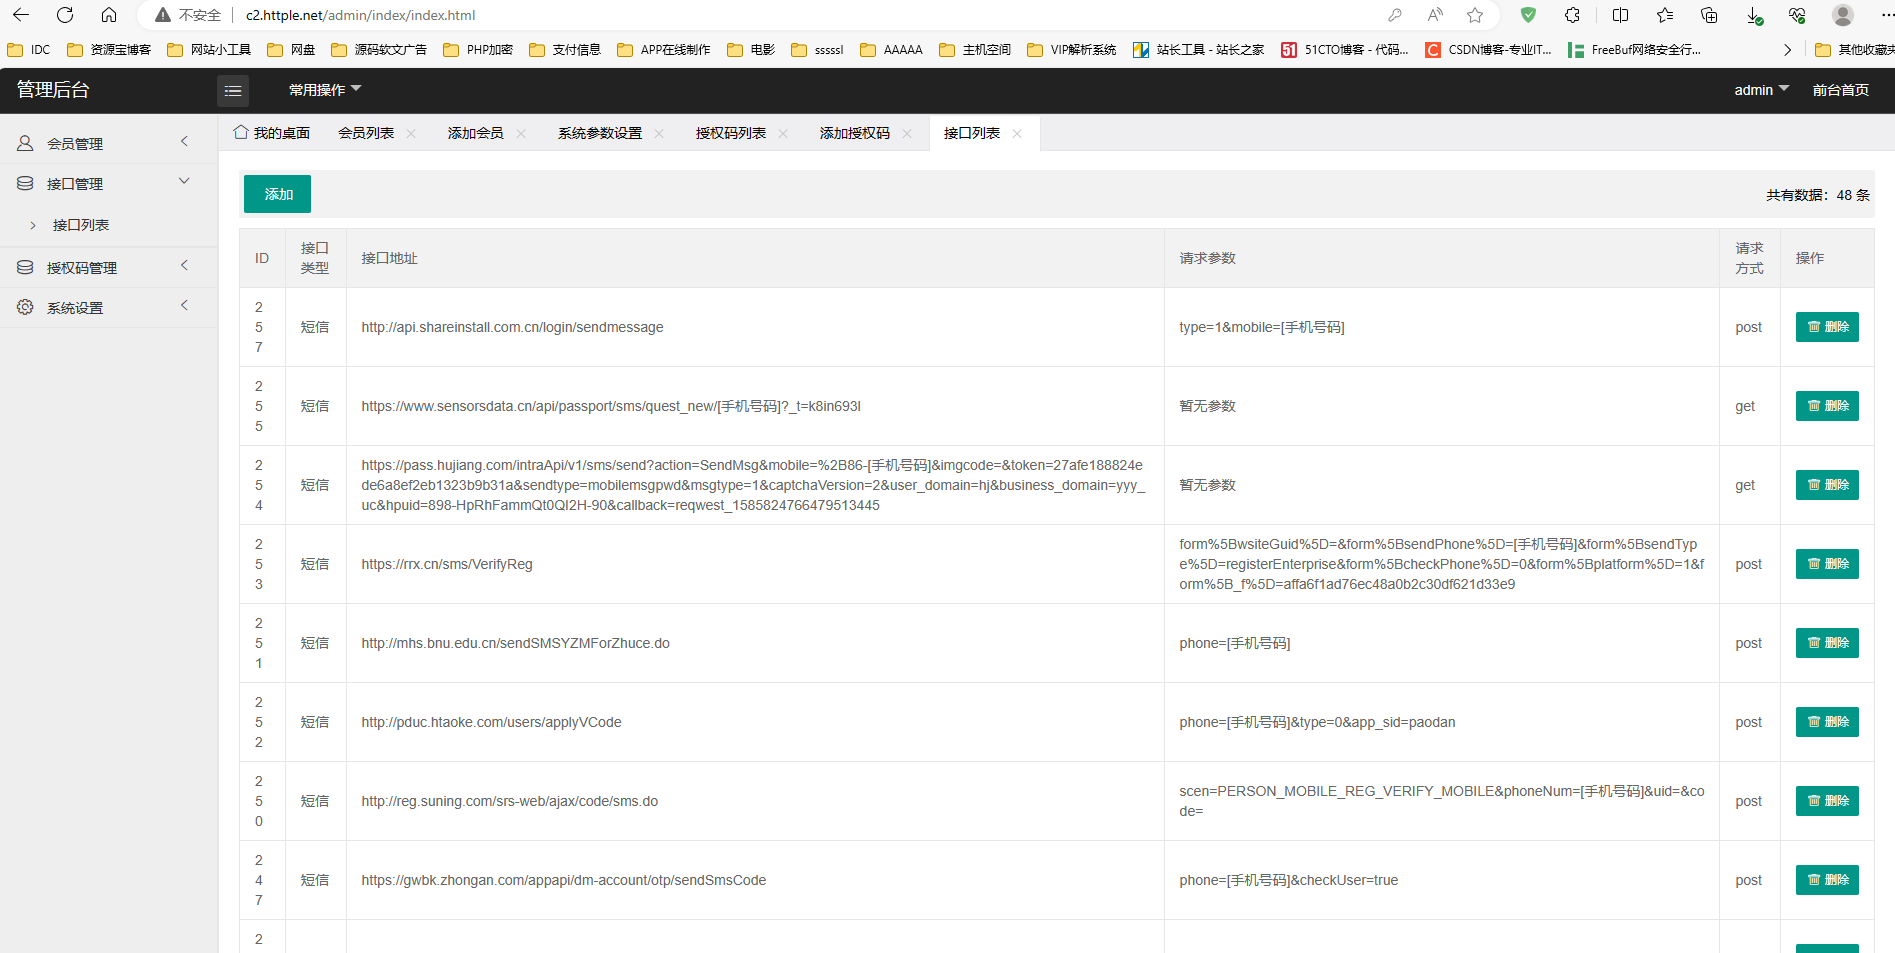 不安全 c2.httple.net/admin/index/index.html
IDC 资源宝博客 网站小工具 网盘 源码软文广告 PHP加密 支付信息 APP在线制作 电影 sssssl AAAAA 主机空间 VIP解析系统 站长工具 - 站长之家 51 51CTO博客 - 代码... C CSDN博客-专业IT... FreeBuf网络安全行... 其他收藏夹
管理后台 常用操作 admin 前台首页
我的桌面 会员列表 添加会员 系统参数设置 授权码列表 添加授权码 接口列表
会员管理
接口管理
接口列表
授权码管理
系统设置
添加 共有数据：48 条
ID 接口类型 接口地址 请求参数 请求方式 操作
257 短信 http://api.shareinstall.com.cn/login/sendmessage type=1&mobile=[手机号码] post 删除
255 短信 https://www.sensorsdata.cn/api/passport/sms/quest_new/[手机号码]?_t=k8in693l 暂无参数 get 删除
254 短信 https://pass.hujiang.com/intraApi/v1/sms/send?action=SendMsg&mobile=%2B86-[手机号码]&imgcode=&token=27afe188824e
de6a8ef2eb1323b9b31a&sendtype=mobilemsgpwd&msgtype=1&captchaVersion=2&user_domain=hj&business_domain=yyy_
uc&hpuid=898-HpRhFammQt0QI2H-90&callback=reqwest_1585824766479513445 暂无参数 get 删除
253 短信 https://rrx.cn/sms/VerifyReg form%5BwsiteGuid%5D=&form%5BsendPhone%5D=[手机号码]&form%5BsendTyp
e%5D=registerEnterprise&form%5BcheckPhone%5D=0&form%5Bplatform%5D=1&f
orm%5B_f%5D=affa6f1ad76ec48a0b2c30df621d33e9 post 删除
251 短信 http://mhs.bnu.edu.cn/sendSMSYZMForZhuce.do phone=[手机号码] post 删除
252 短信 http://pduc.htaoke.com/users/applyVCode phone=[手机号码]&type=0&app_sid=paodan post 删除
250 短信 http://reg.suning.com/srs-web/ajax/code/sms.do scen=PERSON_MOBILE_REG_VERIFY_MOBILE&phoneNum=[手机号码]&uid=&co
de= post 删除
247 短信 https://gwbk.zhongan.com/appapi/dm-account/otp/sendSmsCode phone=[手机号码]&checkUser=true post 删除
2